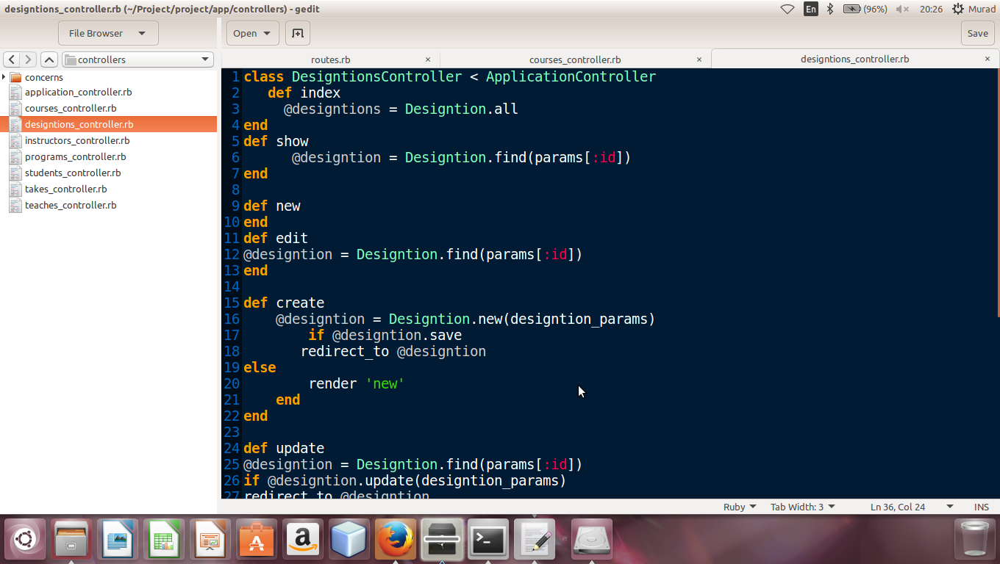 designtions_controller.rb (~/Project/project/app/controllers) - gedit
En
(96%)
20:26
Murad
File Browser
Open
Save
controllers
routes.rb
courses_controller.rb
designtions_controller.rb
concerns
application_controller.rb
courses_controller.rb
designtions_controller.rb
instructors_controller.rb
programs_controller.rb
students_controller.rb
takes_controller.rb
teaches_controller.rb
1 class DesigntionsController < ApplicationController
2 def index
3 @designtions = Designtion.all
4 end
5 def show
6 @designtion = Designtion.find(params[:id])
7 end
8
9 def new
10 end
11 def edit
12 @designtion = Designtion.find(params[:id])
13 end
14
15 def create
16 @designtion = Designtion.new(designtion_params)
17 if @designtion.save
18 redirect_to @designtion
19 else
20 render 'new'
21 end
22 end
23
24 def update
25 @designtion = Designtion.find(params[:id])
26 if @designtion.update(designtion_params)
27 redirect_to @designtion
Ruby
Tab Width: 3
Ln 36, Col 24
INS